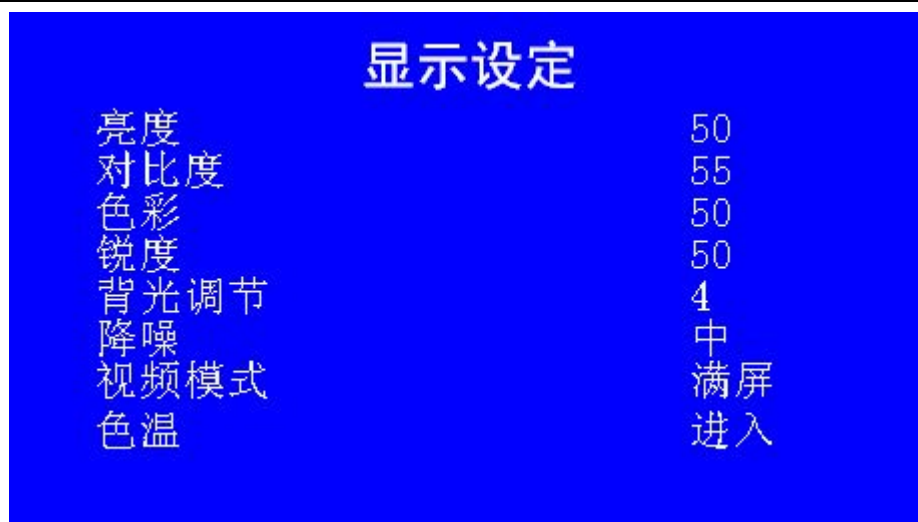 显示设定
亮度 50
对比度 55
色彩 50
锐度 50
背光调节 4
降噪 中
视频模式 满屏
色温 进入